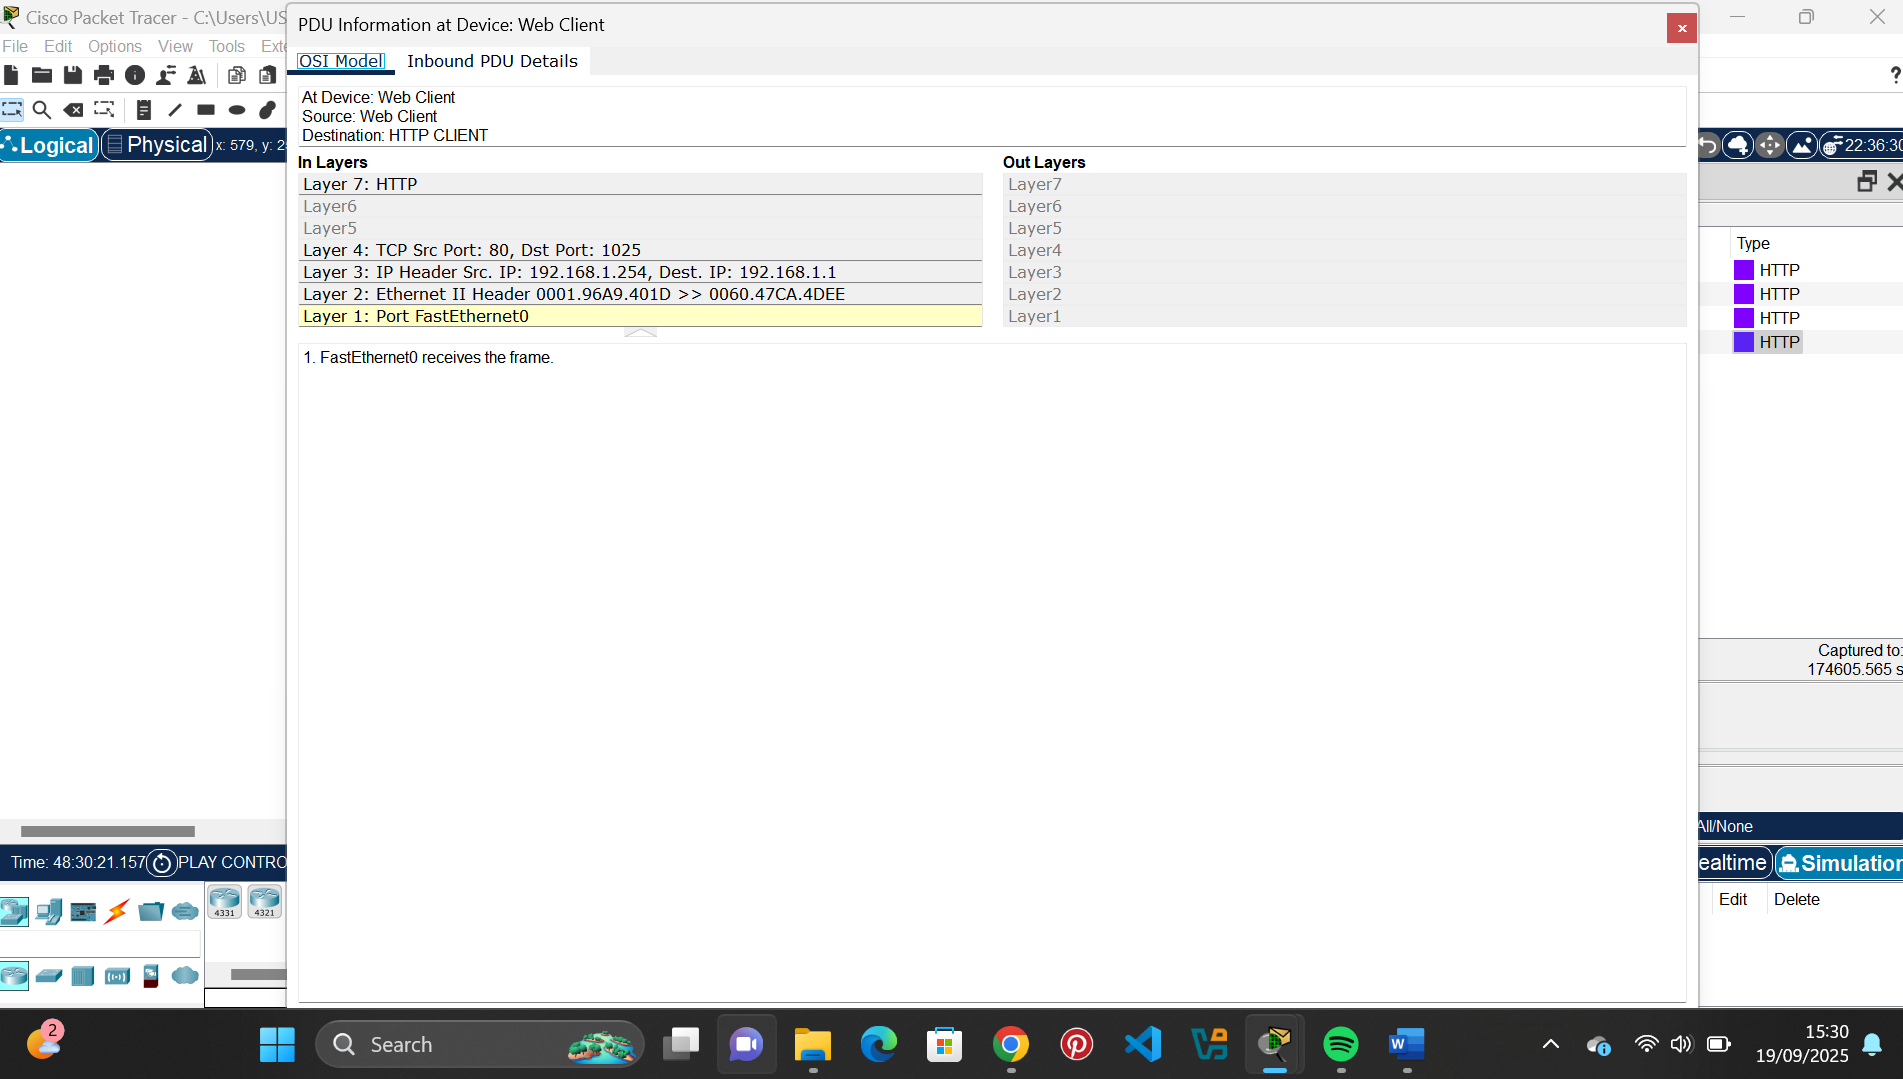 Cisco Packet Tracer - C:\Users\US
PDU Information at Device: Web Client
File Edit Options View Tools Exte
OSI Model Inbound PDU Details
At Device: Web Client
Source: Web Client
Destination: HTTP CLIENT
Logical Physical x: 579, y: 2
22:36:30
In Layers
Layer 7: HTTP
Layer6
Layer5
Layer 4: TCP Src Port: 80, Dst Port: 1025
Layer 3: IP Header Src. IP: 192.168.1.254, Dest. IP: 192.168.1.1
Layer 2: Ethernet II Header 0001.96A9.401D >> 0060.47CA.4DEE
Layer 1: Port FastEthernet0
Out Layers
Layer7
Layer6
Layer5
Layer4
Layer3
Layer2
Layer1
1. FastEthernet0 receives the frame.
Type
HTTP
HTTP
HTTP
HTTP
Captured to:
174605.565 s
All/None
Time: 48:30:21.157 PLAY CONTRO
ealtime Simulation
4331 4321
Edit Delete
2
Search
15:30
19/09/2025